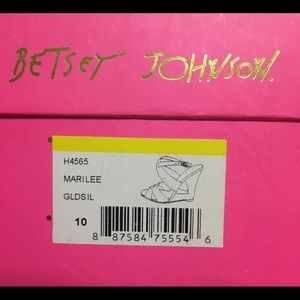 BETSEY JOHNSON.
H4565
MARILEE
GLDSIL
10
8 87584 75554 6